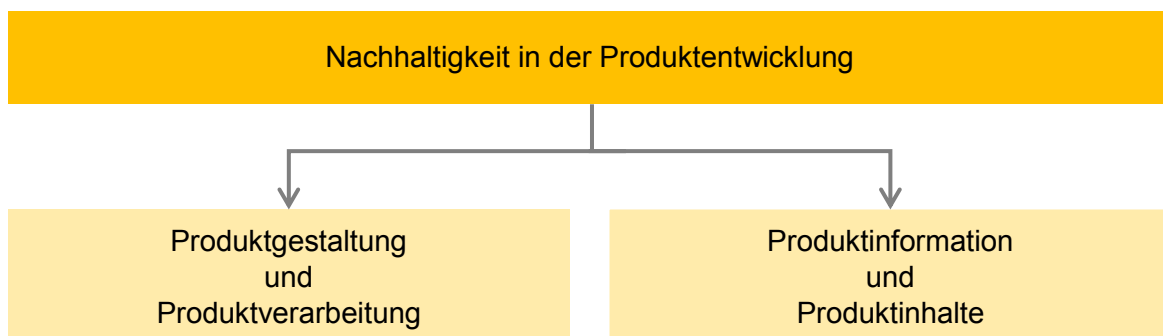 Nachhaltigkeit in der Produktentwicklung
Produktgestaltung
und
Produktverarbeitung
Produktinformation
und
Produktinhalte